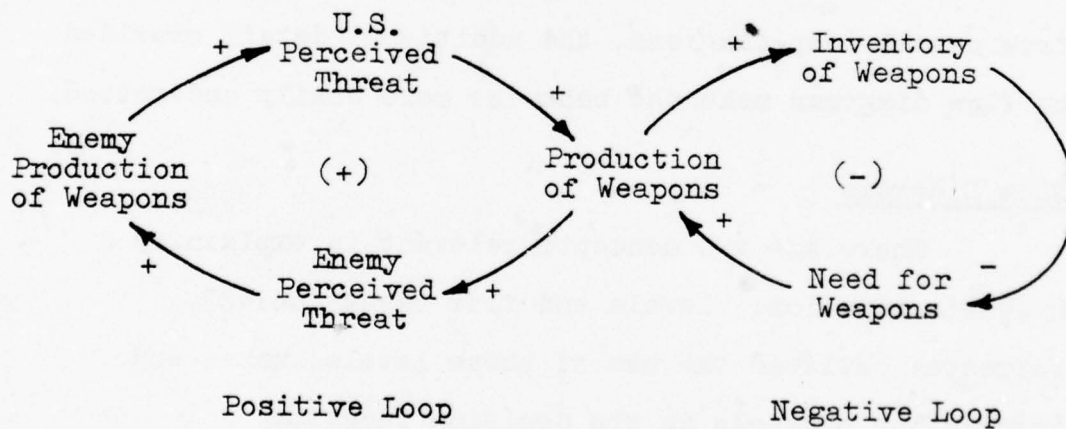 U.S.
Perceived
Threat
+
+
Enemy
Production
of Weapons
(+)
Production
of Weapons
+
Enemy
Perceived
Threat
+
+
Inventory
of Weapons
(-)
-
Need for
Weapons
+
Positive Loop
Negative Loop